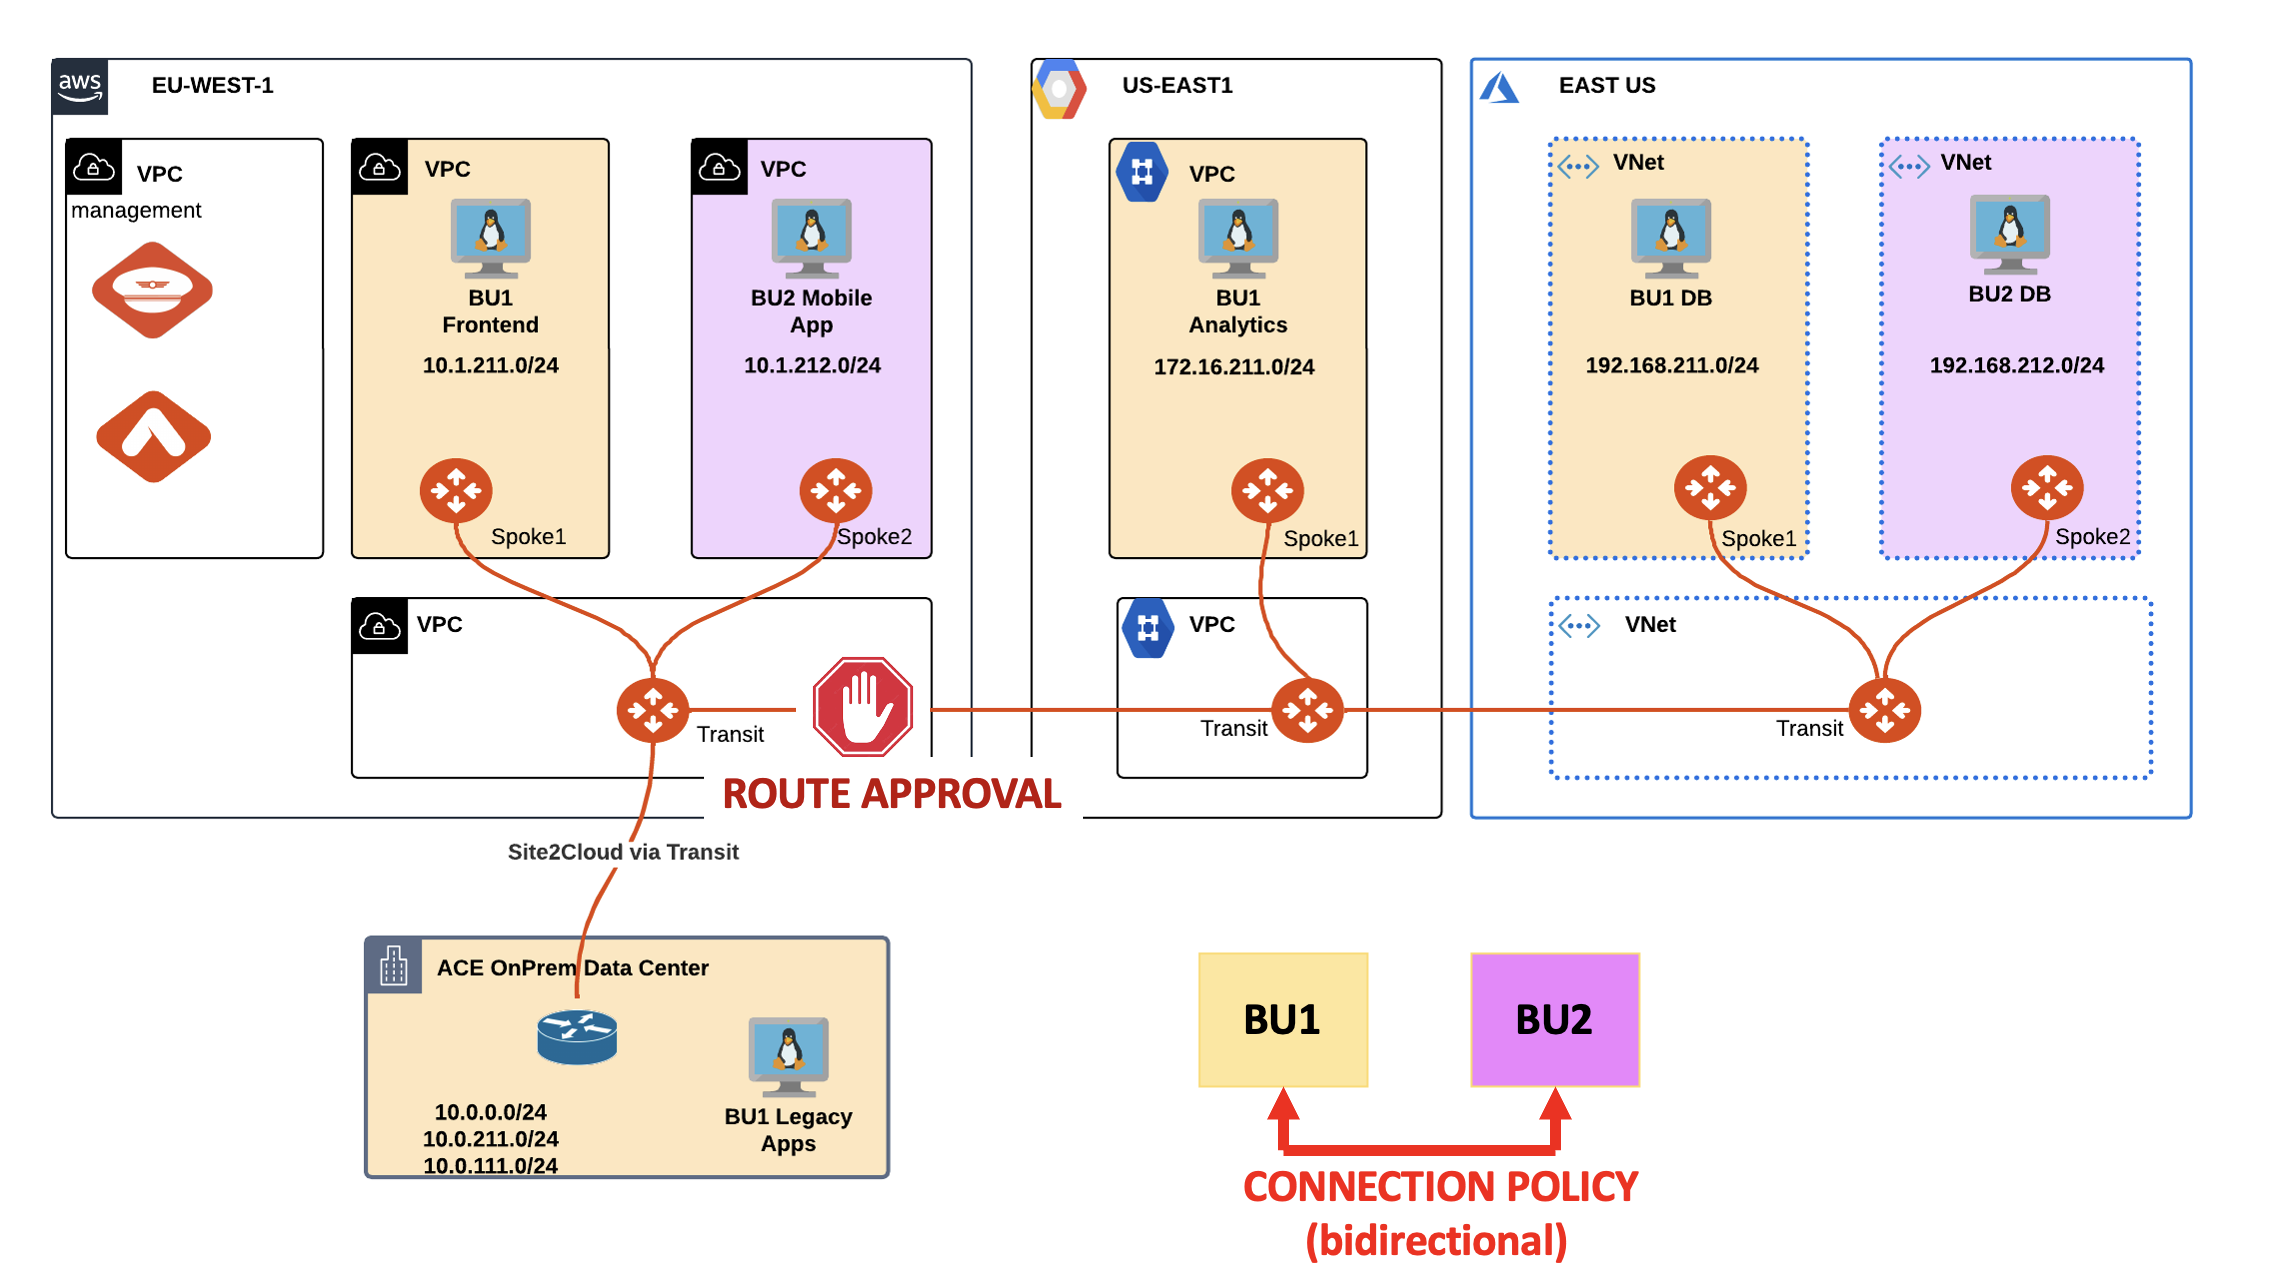 aws
EU-WEST-1
US-EAST1
EAST US
VPC
management
VPC
BU1
Frontend
10.1.211.0/24
Spoke1
VPC
BU2 Mobile
App
10.1.212.0/24
Spoke2
VPC
BU1
Analytics
172.16.211.0/24
Spoke1
VNet
BU1 DB
192.168.211.0/24
Spoke1
VNet
BU2 DB
192.168.212.0/24
Spoke2
VPC
Transit
VPC
Transit
VNet
Transit
ROUTE APPROVAL
Site2Cloud via Transit
ACE OnPrem Data Center
10.0.0.0/24
10.0.211.0/24
10.0.111.0/24
BU1 Legacy
Apps
BU1
BU2
CONNECTION POLICY
(bidirectional)